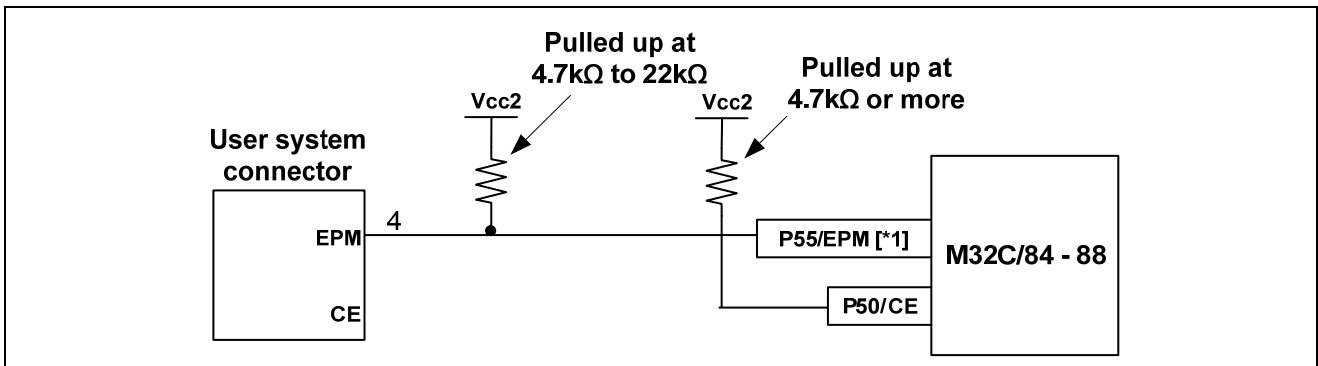 Pulled up at
4.7kΩ to 22kΩ
Pulled up at
4.7kΩ or more
Vcc2
Vcc2
User system
connector
4
EPM
P55/EPM [*1]
M32C/84 - 88
CE
P50/CE